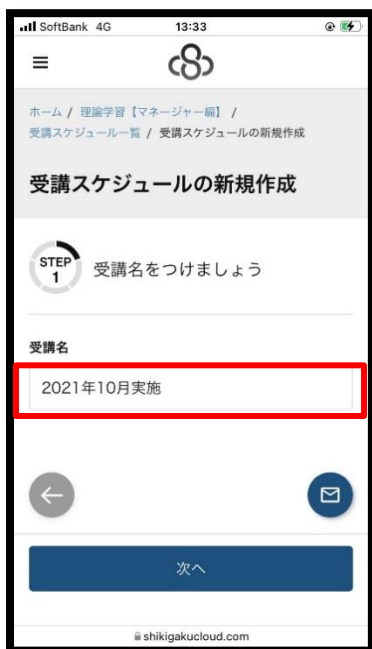 SoftBank 4G 13:33
ホーム / 理論学習【マネージャー編】 /
受講スケジュール一覧 / 受講スケジュールの新規作成
受講スケジュールの新規作成
STEP
1
受講名をつけましょう
受講名
2021年10月実施
次へ
shikigakucloud.com